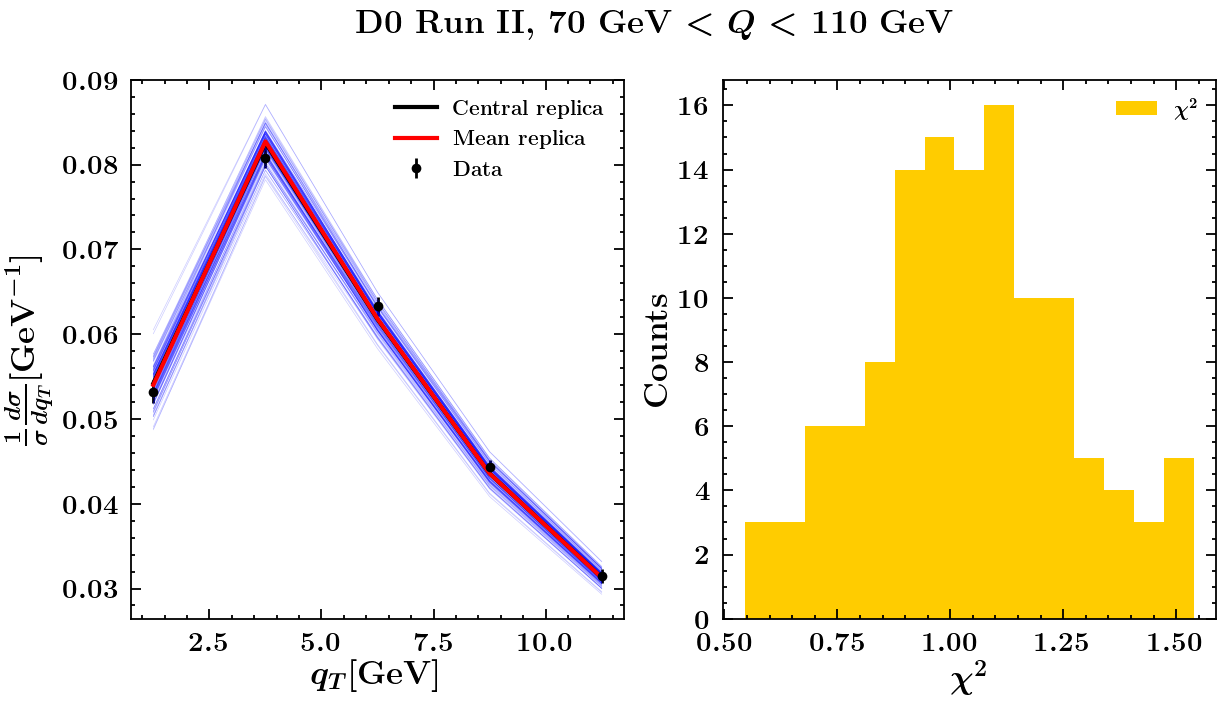 D0 Run II, 70 GeV < Q < 110 GeV
0.09
0.08
0.07
0.06
0.05
0.04
0.03
1/σ dσ/dq_T [GeV⁻¹]
Central replica
Mean replica
Data
2.5 5.0 7.5 10.0
q_T[GeV]
16
14
12
10
8
6
4
2
0
Counts
χ²
0.50 0.75 1.00 1.25 1.50
χ²